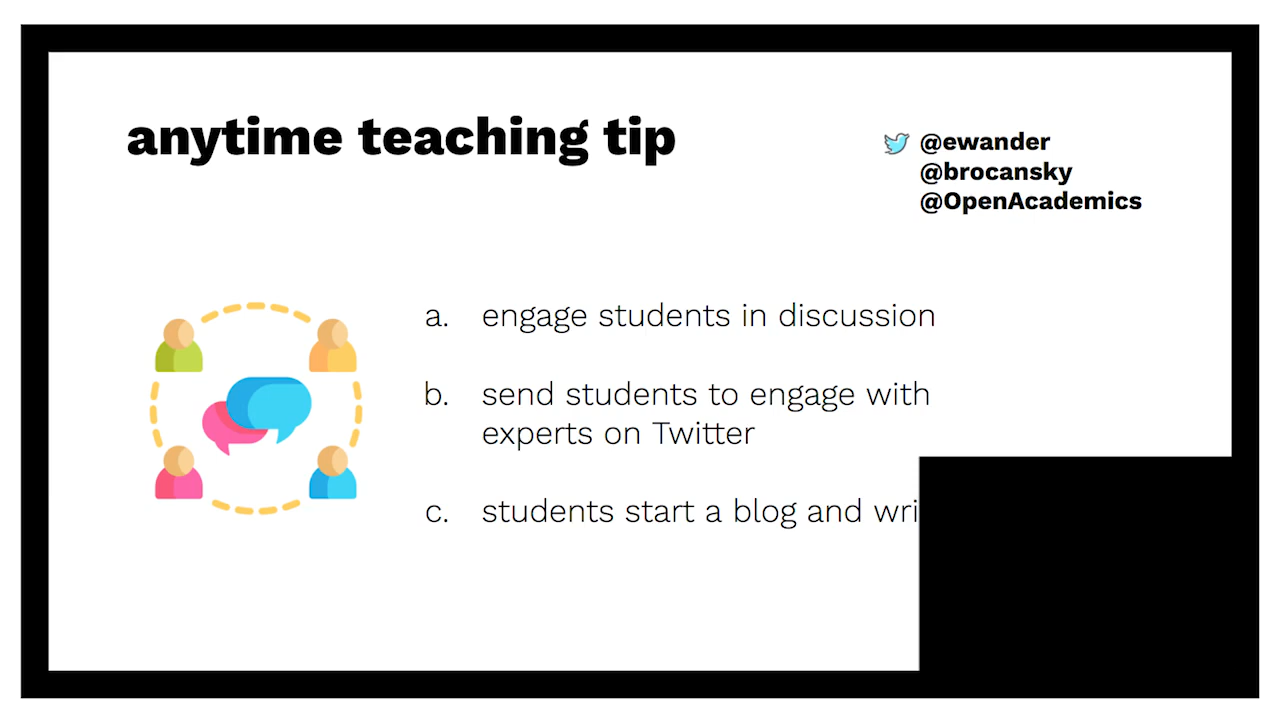 anytime teaching tip
@ewander
@brocansky
@OpenAcademics
a. engage students in discussion
b. send students to engage with
experts on Twitter
c. students start a blog and